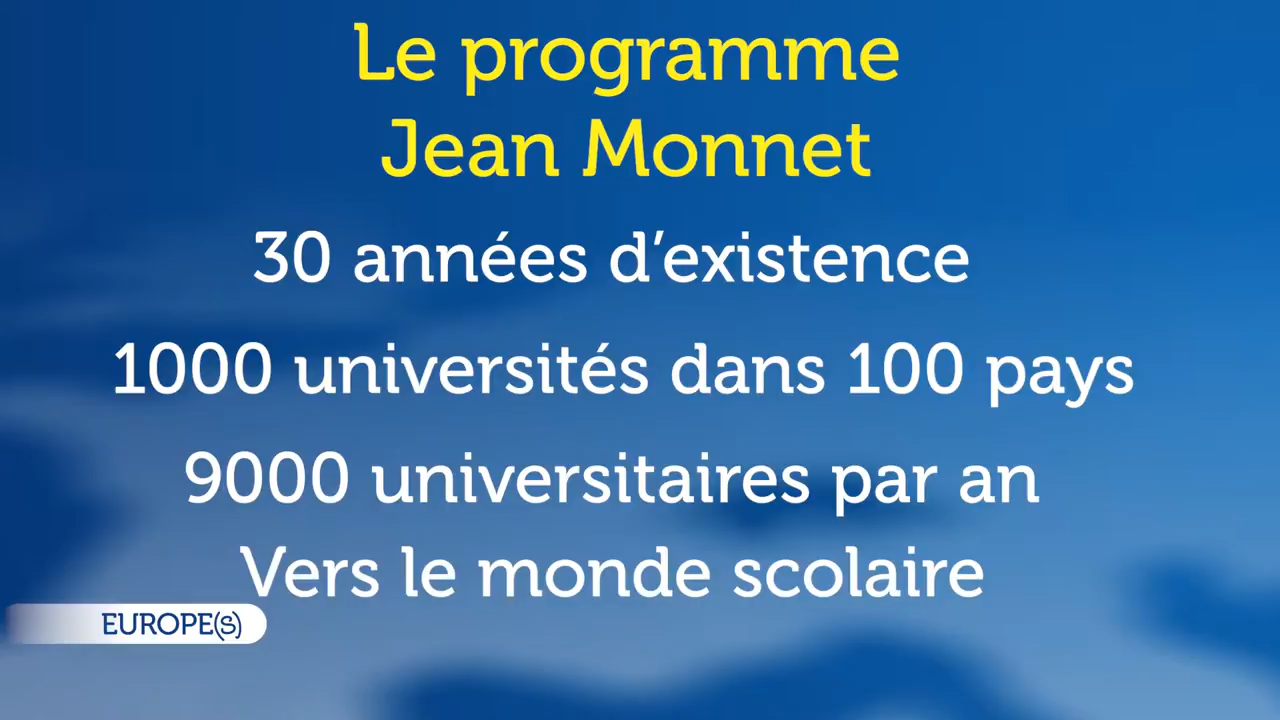 Le programme
Jean Monnet
30 années d’existence
1000 universités dans 100 pays
9000 universitaires par an
Vers le monde scolaire
EUROPE(S)